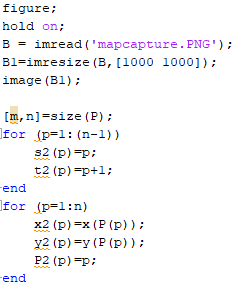 figure;
hold on;
B = imread('mapcapture.PNG');
B1=imresize(B,[1000 1000]);
image(B1);
[m,n]=size(P);
for (p=1:(n-1))
s2(p)=p;
t2(p)=p+1;
end
for (p=1:n)
x2(p)=x(P(p));
y2(p)=y(P(p));
P2(p)=p;
end